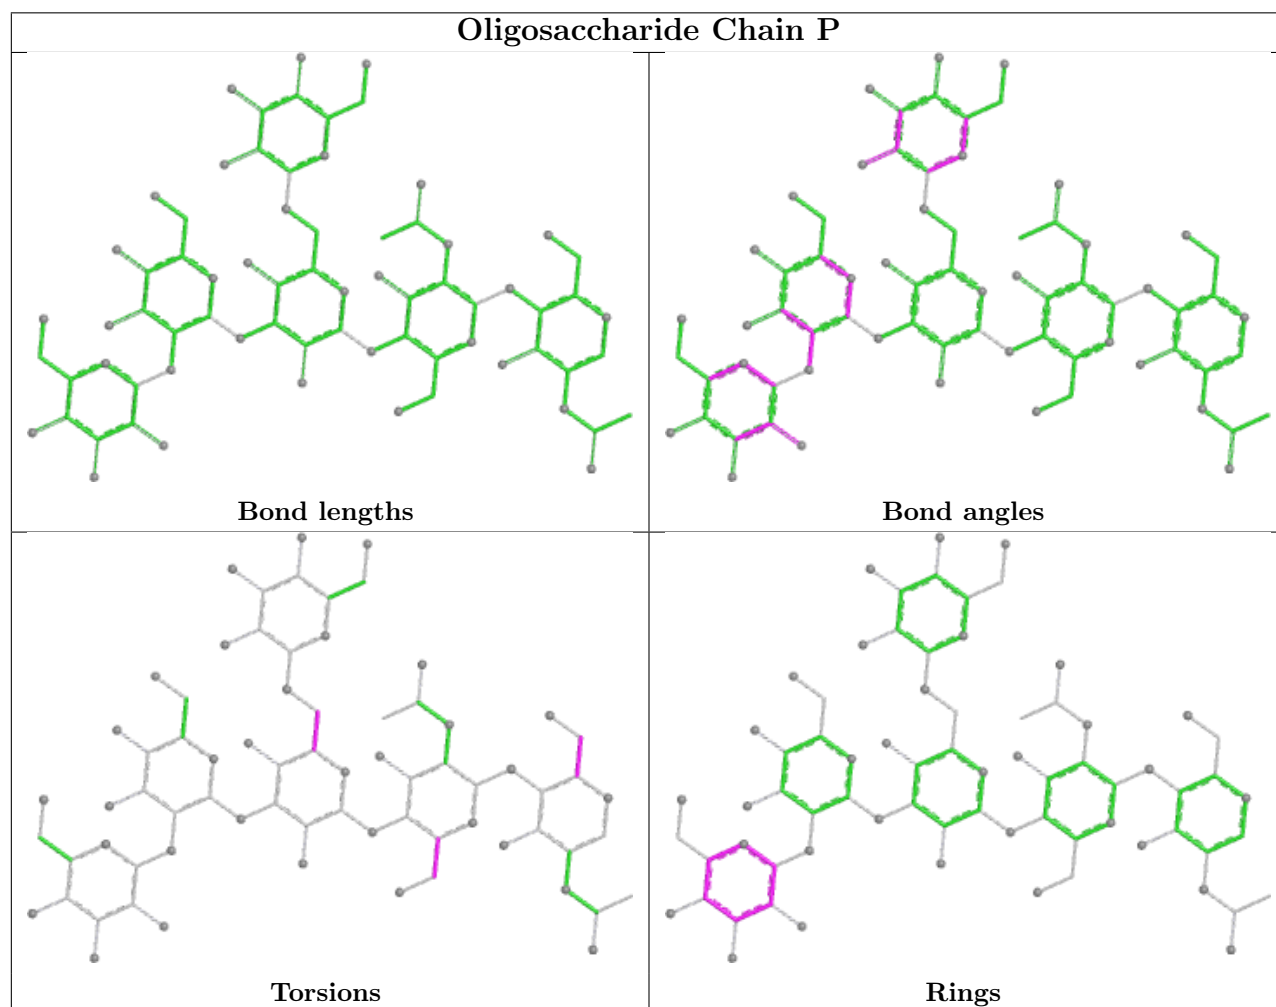 Oligosaccharide Chain P
Bond lengths
Bond angles
Torsions
Rings